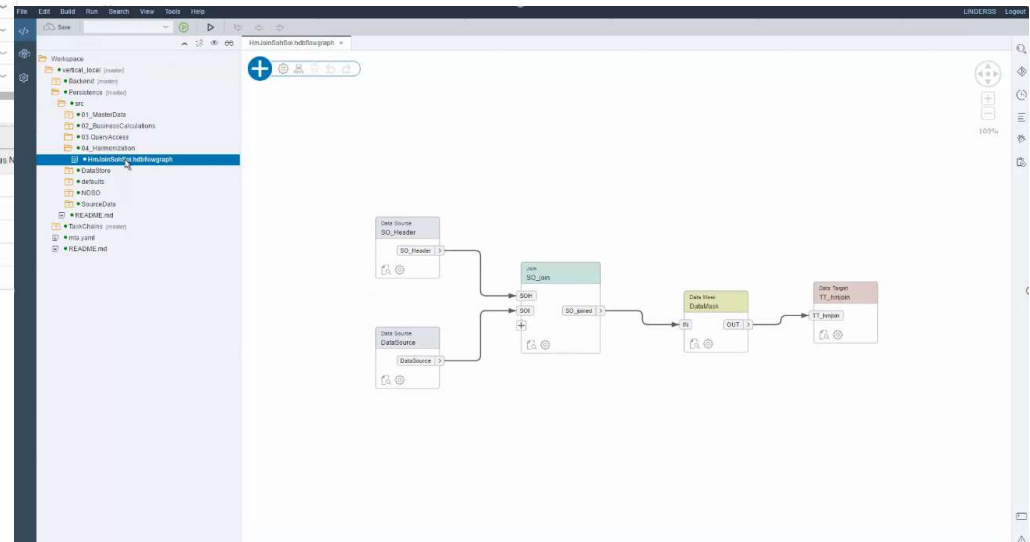 File Edit Build Run Search View Tools Help LINDERSS Logout
Save
HmJoinSohSoi.hdbflowgraph ×
Workspace
vertical_local [master]
Backend [master]
Persistence [master]
src
01_MasterData
02_BusinessCalculations
03.QueryAccess
04_Harmonization
HmJoinSohSoi.hdbflowgraph
DataStore
defaults
NDSO
SourceData
README.md
TaskChains [master]
mta.yaml
README.md
100%
Data Source
SO_Header
SO_Header
Join
SO_join
SOH
SOI
SO_joined
Data Source
DataSource
DataSource
Data Mask
DataMask
IN
OUT
Data Target
TT_hmjoin
TT_hmjoin